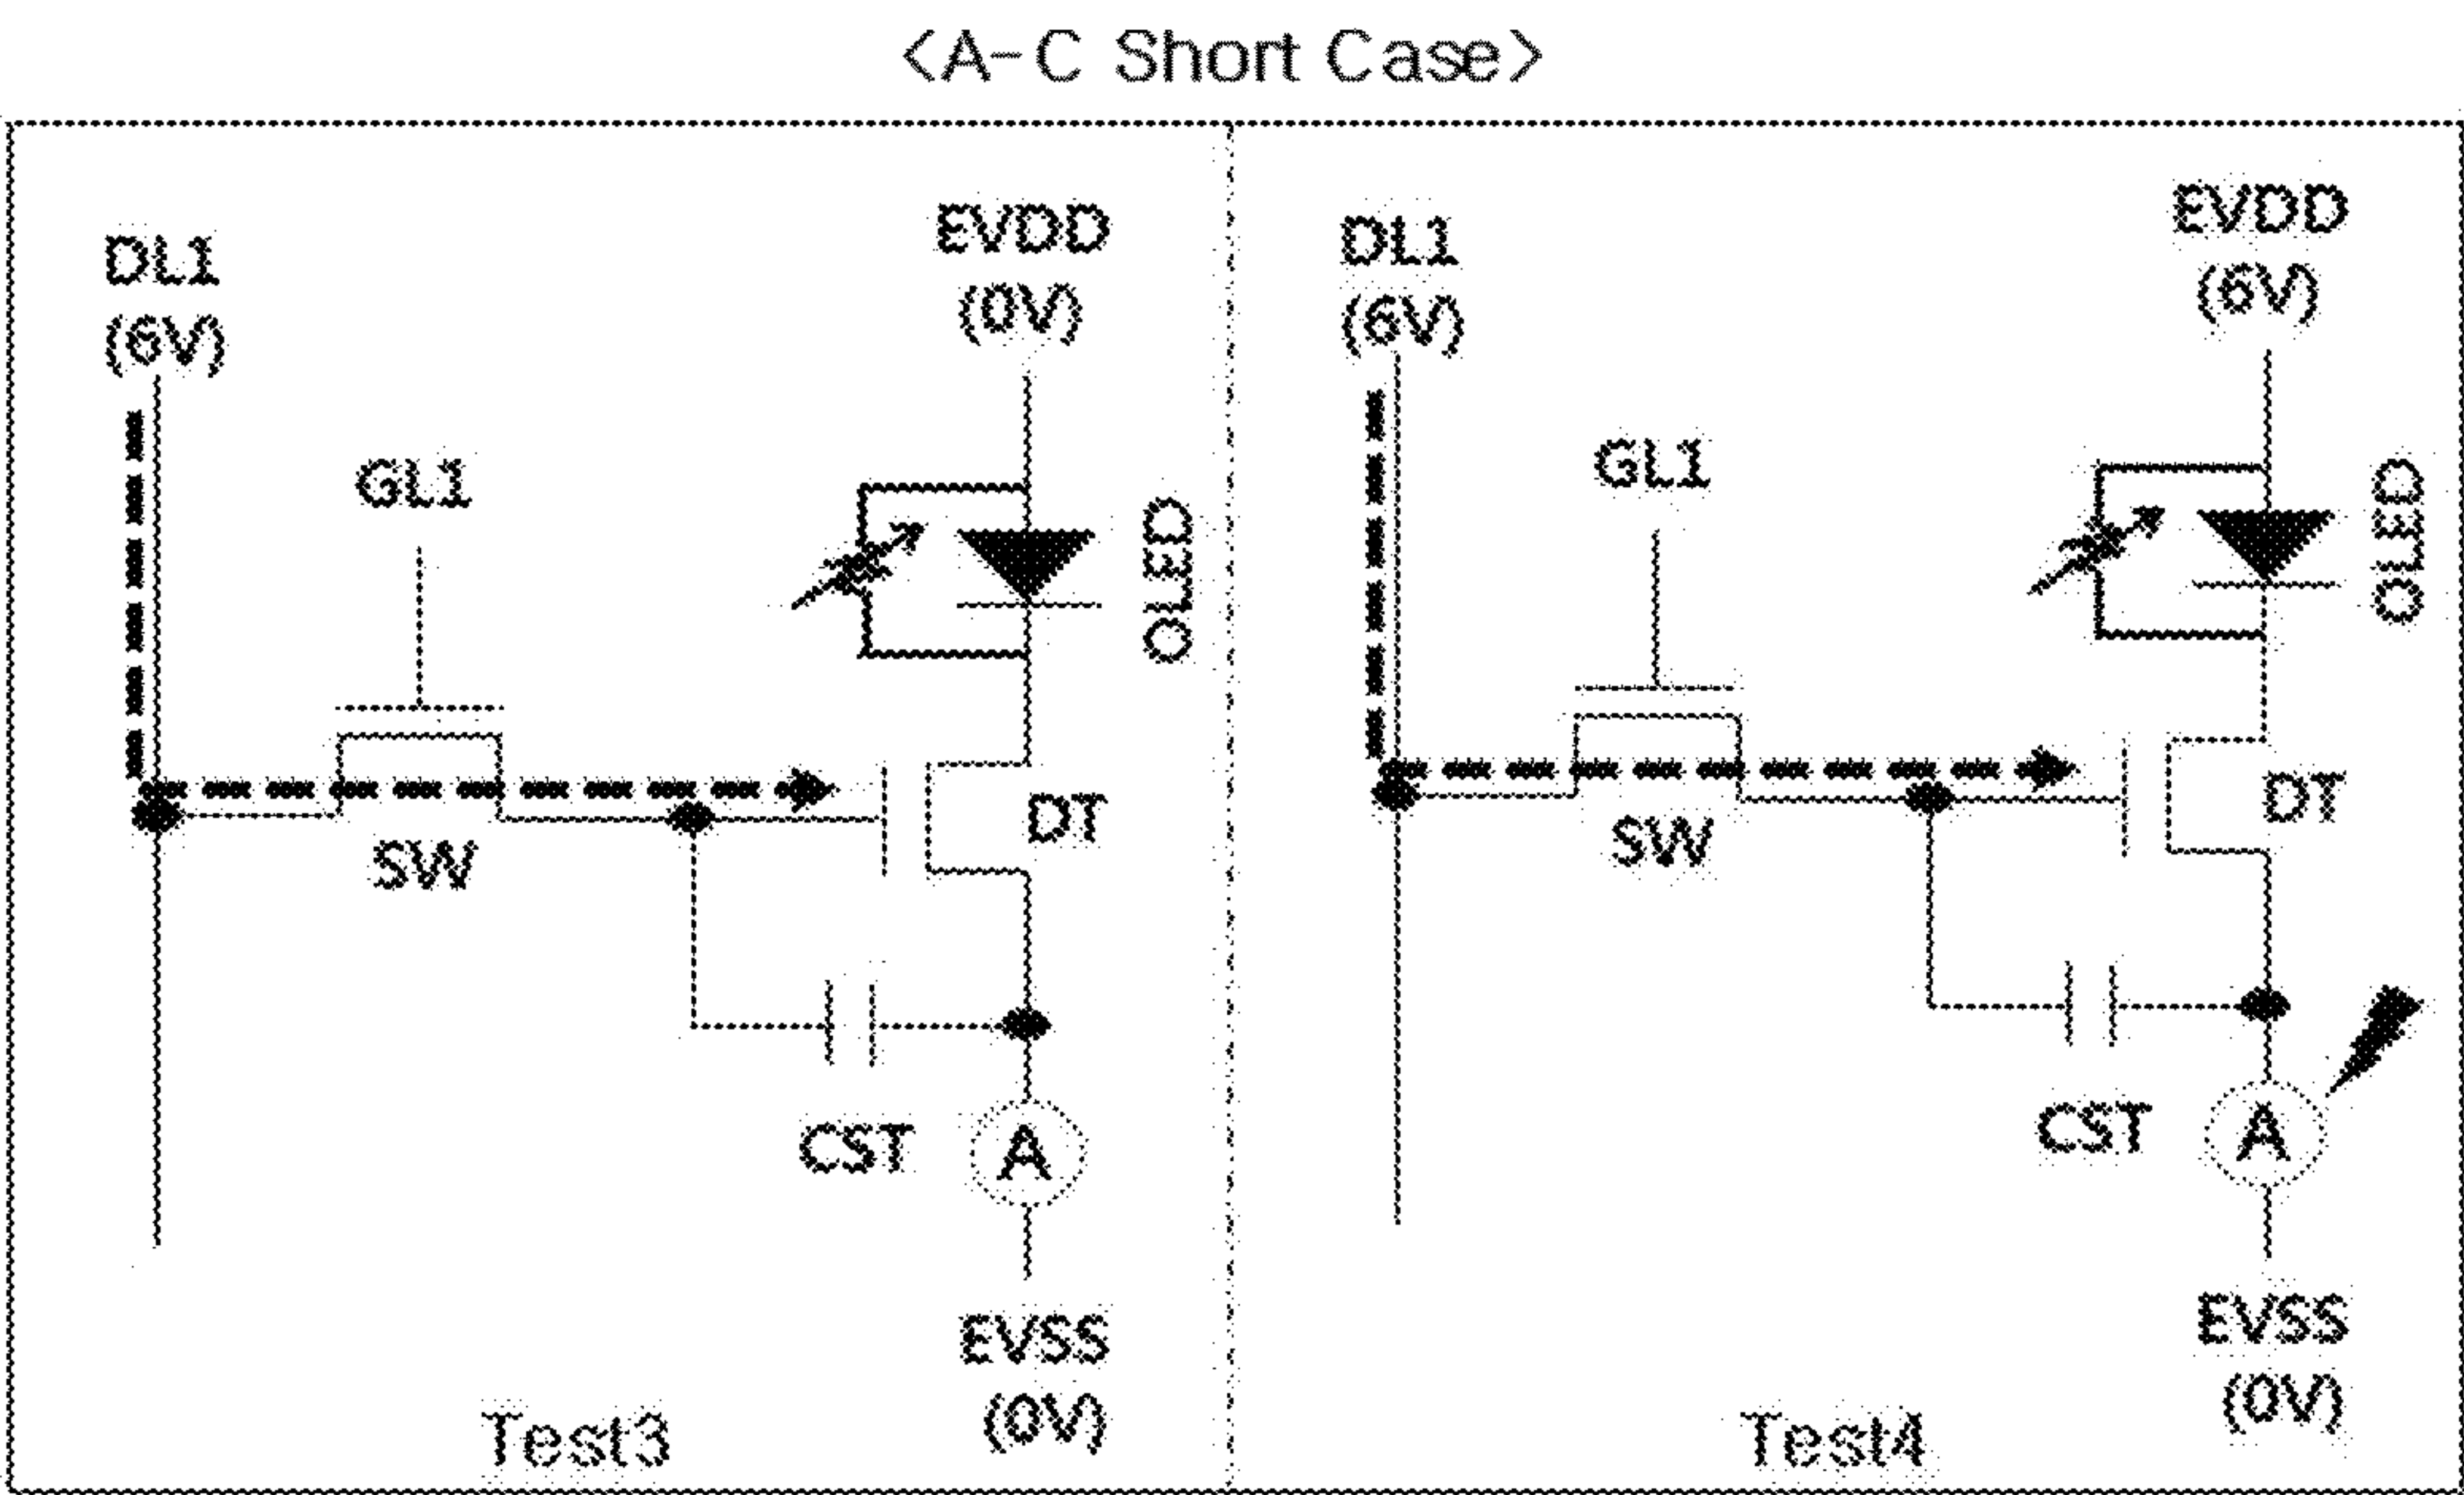 <A-C Short Case>
DL1
(6V)
GL1
SW
EVDD
(0V)
OLED
DT
CST
A
EVSS
(0V)
Test3
DL1
(6V)
GL1
SW
EVDD
(6V)
OLED
DT
CST
A
EVSS
(0V)
Test4